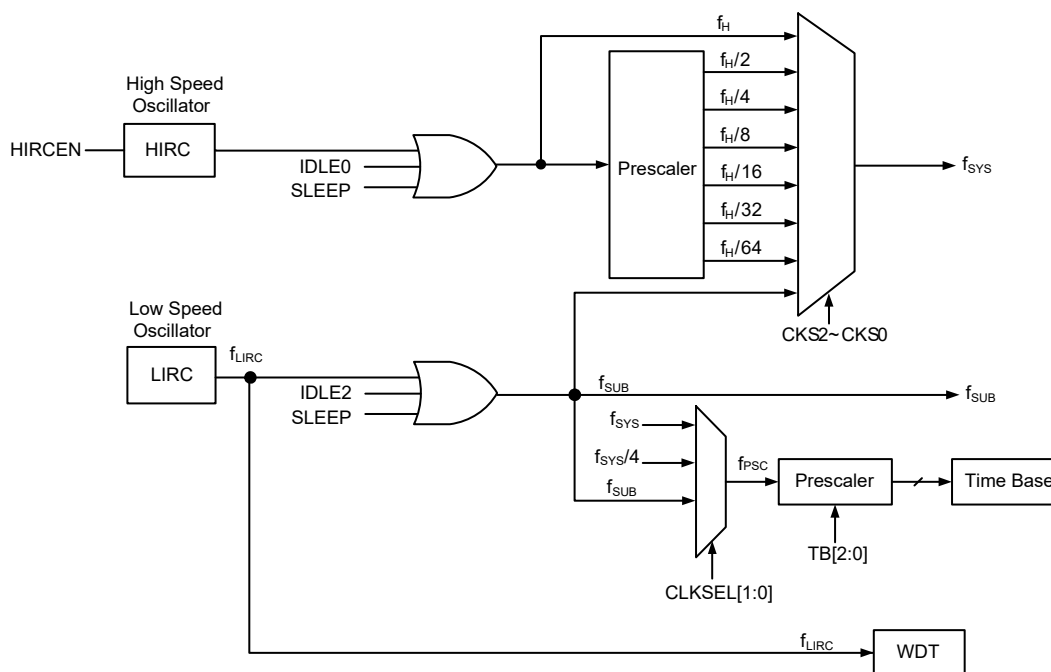 fH
fH/2
High Speed
Oscillator
fH/4
HIRCEN
HIRC
fH/8
IDLE0
SLEEP
Prescaler
fSYS
fH/16
fH/32
fH/64
Low Speed
Oscillator
CKS2~CKS0
LIRC
fLIRC
IDLE2
SLEEP
fSUB
fSUB
fSYS
fSYS/4
fSUB
fPSC
Prescaler
Time Base
TB[2:0]
CLKSEL[1:0]
fLIRC
WDT